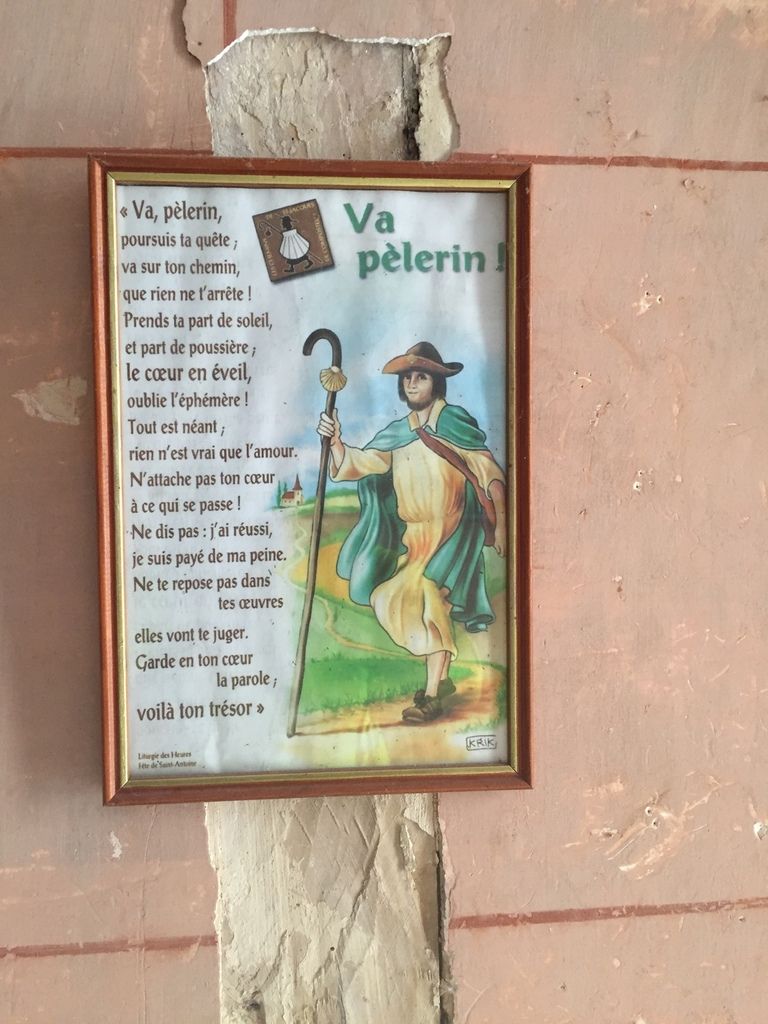 « Va, pèlerin,
poursuis ta quête ;
va sur ton chemin,
que rien ne t'arrête !
Prends ta part de soleil,
et part de poussière ;
le cœur en éveil,
oublie l'éphémère !
Tout est néant ;
rien n'est vrai que l'amour.
N'attache pas ton cœur
à ce qui se passe !
Ne dis pas : j'ai réussi,
je suis payé de ma peine.
Ne te repose pas dans
tes œuvres
elles vont te juger.
Garde en ton cœur
la parole ;
voilà ton trésor »
Liturgie des Heures
Fête de Saint-Antoine
Va
pèlerin !
KRIK